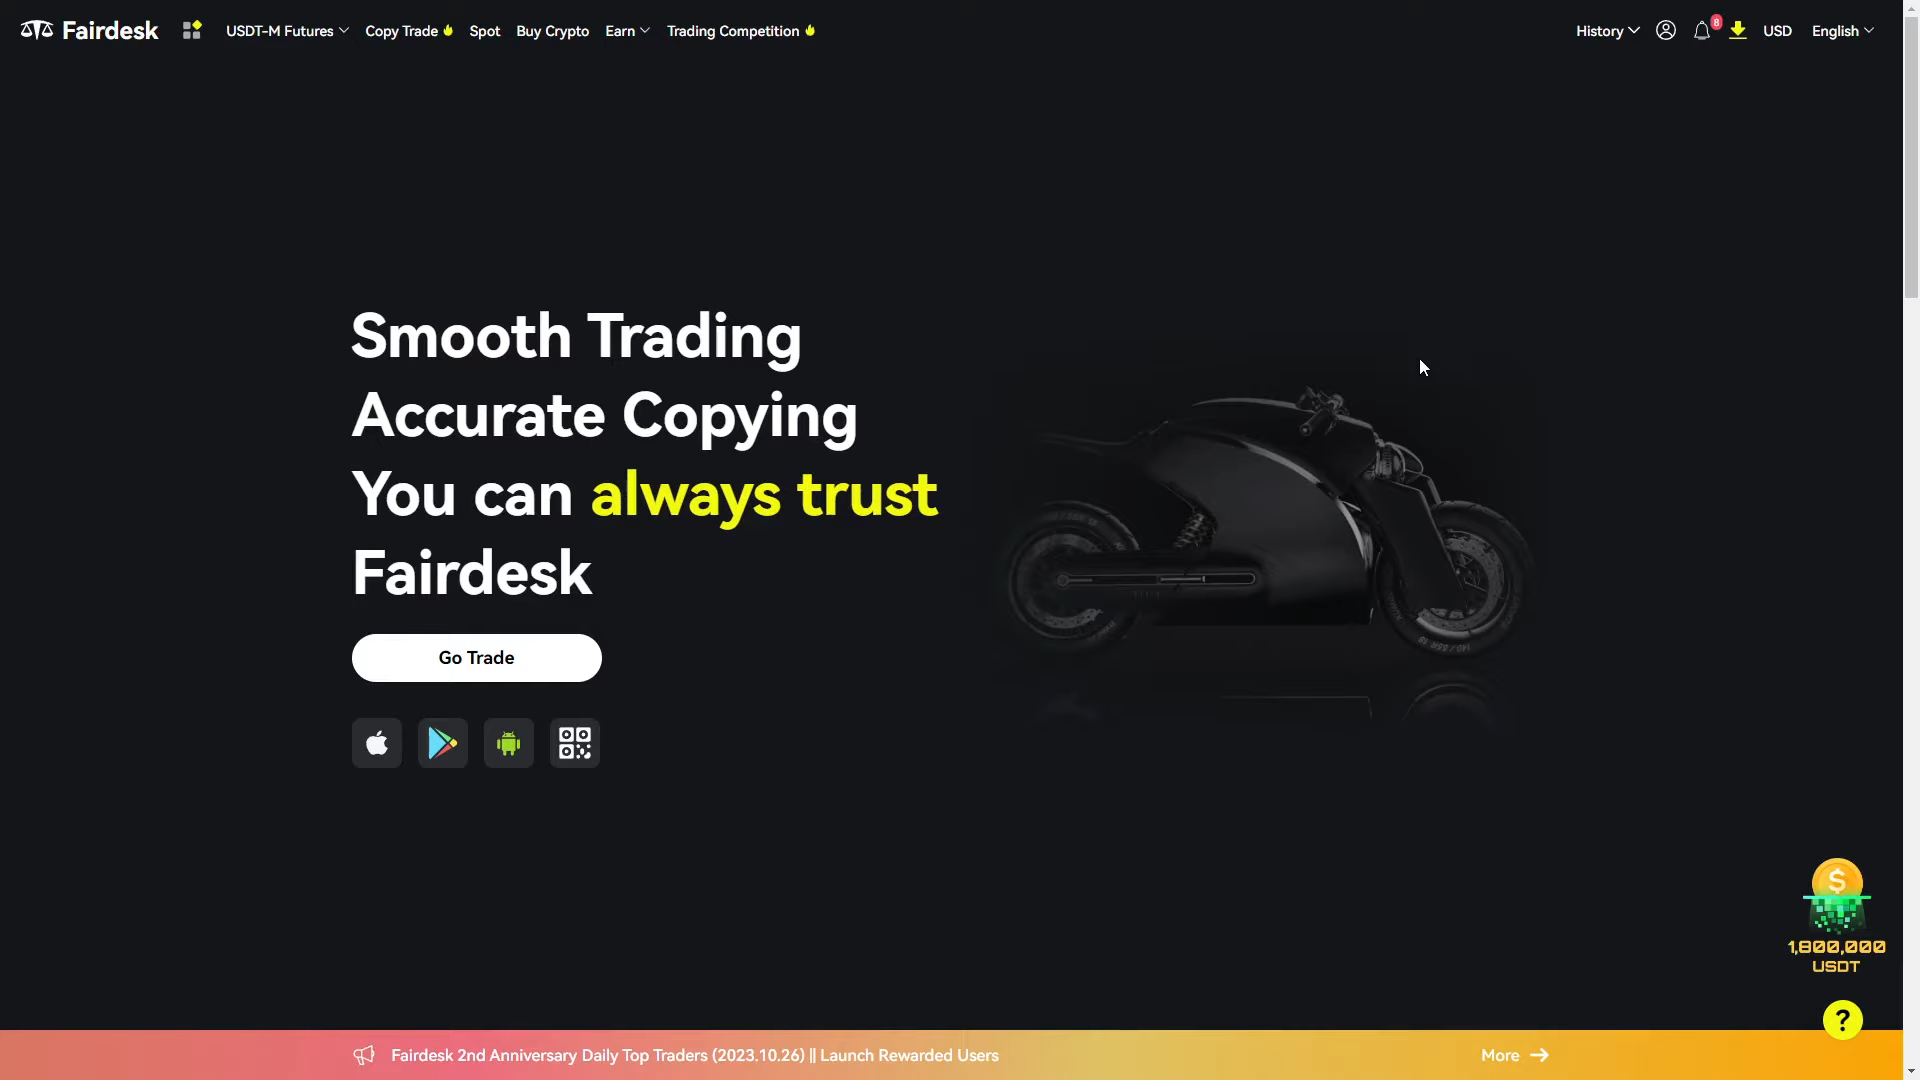 Fairdesk USDT-M Futures Copy Trade Spot Buy Crypto Earn Trading Competition History 8 USD English
Smooth Trading
Accurate Copying
You can always trust
Fairdesk
Go Trade
$
1,800,000
USDT
?
Fairdesk 2nd Anniversary Daily Top Traders (2023.10.26) || Launch Rewarded Users More